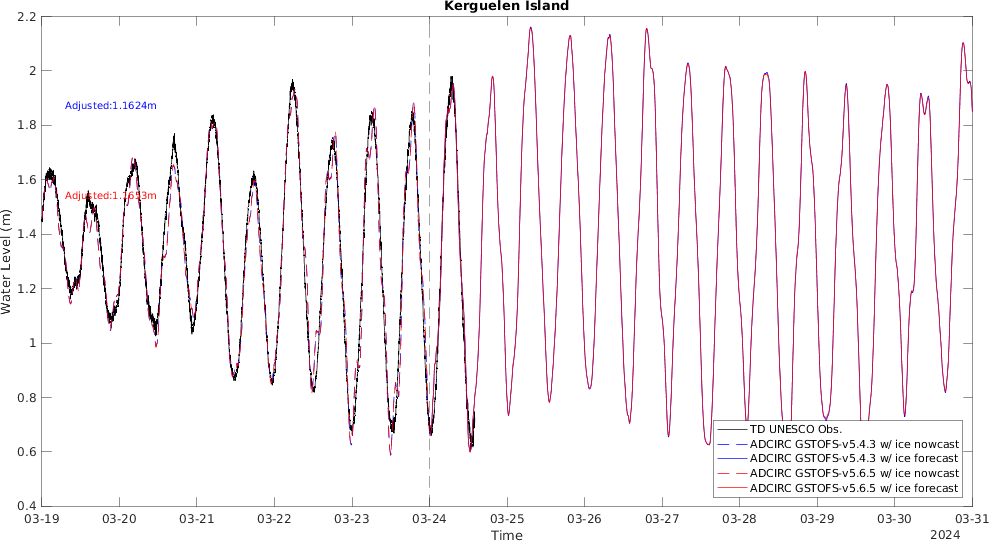 Kerguelen Island
2.2
2
1.8
1.6
1.4
1.2
1
0.8
0.6
0.4
Water Level (m)
Adjusted:1.1624m
Adjusted:1.1653m
TD UNESCO Obs.
ADCIRC GSTOFS-v5.4.3 w/ ice nowcast
ADCIRC GSTOFS-v5.4.3 w/ ice forecast
ADCIRC GSTOFS-v5.6.5 w/ ice nowcast
ADCIRC GSTOFS-v5.6.5 w/ ice forecast
03-19 03-20 03-21 03-22 03-23 03-24 03-25 03-26 03-27 03-28 03-29 03-30 03-31
Time
2024